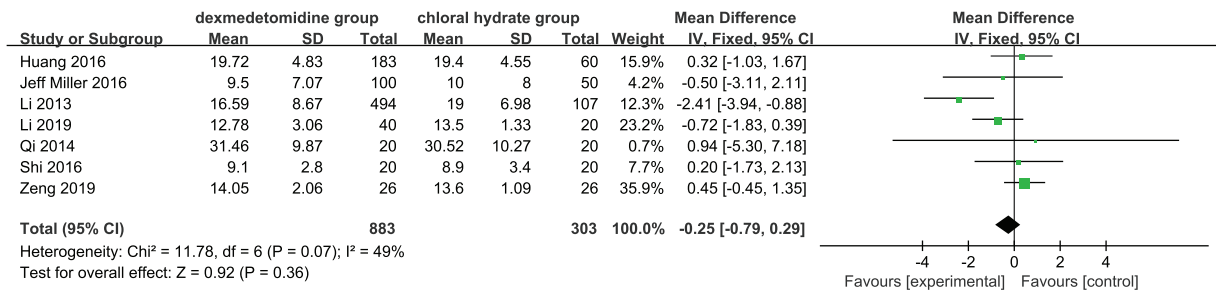 dexmedetomidine group chloral hydrate group Mean Difference Mean Difference
Study or Subgroup Mean SD Total Mean SD Total Weight IV, Fixed, 95% CI IV, Fixed, 95% CI
Huang 2016 19.72 4.83 183 19.4 4.55 60 15.9% 0.32 [-1.03, 1.67]
Jeff Miller 2016 9.5 7.07 100 10 8 50 4.2% -0.50 [-3.11, 2.11]
Li 2013 16.59 8.67 494 19 6.98 107 12.3% -2.41 [-3.94, -0.88]
Li 2019 12.78 3.06 40 13.5 1.33 20 23.2% -0.72 [-1.83, 0.39]
Qi 2014 31.46 9.87 20 30.52 10.27 20 0.7% 0.94 [-5.30, 7.18]
Shi 2016 9.1 2.8 20 8.9 3.4 20 7.7% 0.20 [-1.73, 2.13]
Zeng 2019 14.05 2.06 26 13.6 1.09 26 35.9% 0.45 [-0.45, 1.35]
Total (95% CI) 883 303 100.0% -0.25 [-0.79, 0.29]
Heterogeneity: Chi² = 11.78, df = 6 (P = 0.07); I² = 49%
Test for overall effect: Z = 0.92 (P = 0.36)
-4 -2 0 2 4
Favours [experimental] Favours [control]